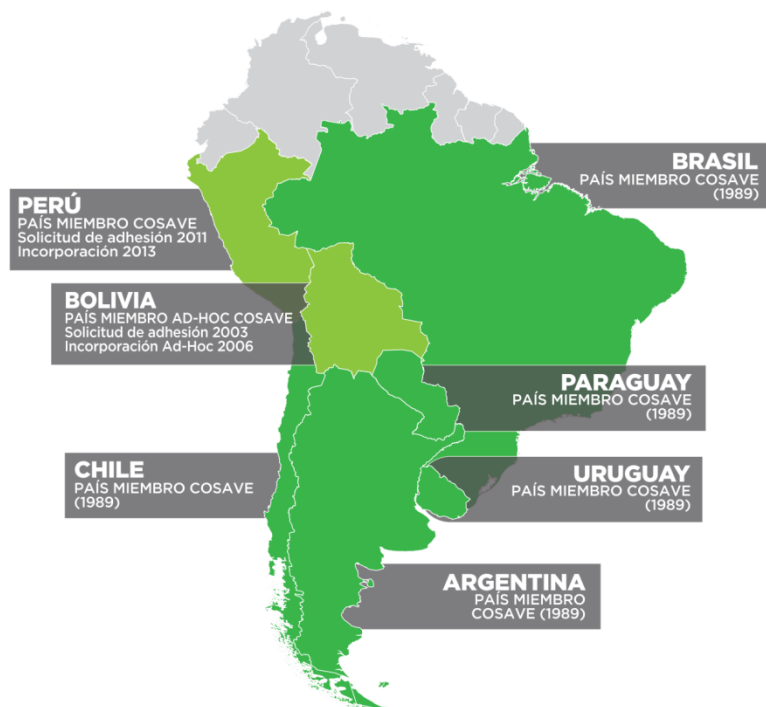 BRASIL
PAÍS MIEMBRO COSAVE
(1989)
PERÚ
PAÍS MIEMBRO COSAVE
Solicitud de adhesión 2011
Incorporación 2013
BOLIVIA
PAÍS MIEMBRO AD-HOC COSAVE
Solicitud de adhesión 2003
Incorporación Ad-Hoc 2006
PARAGUAY
PAÍS MIEMBRO COSAVE
(1989)
CHILE
PAÍS MIEMBRO COSAVE
(1989)
URUGUAY
PAÍS MIEMBRO COSAVE
(1989)
ARGENTINA
PAÍS MIEMBRO
COSAVE (1989)